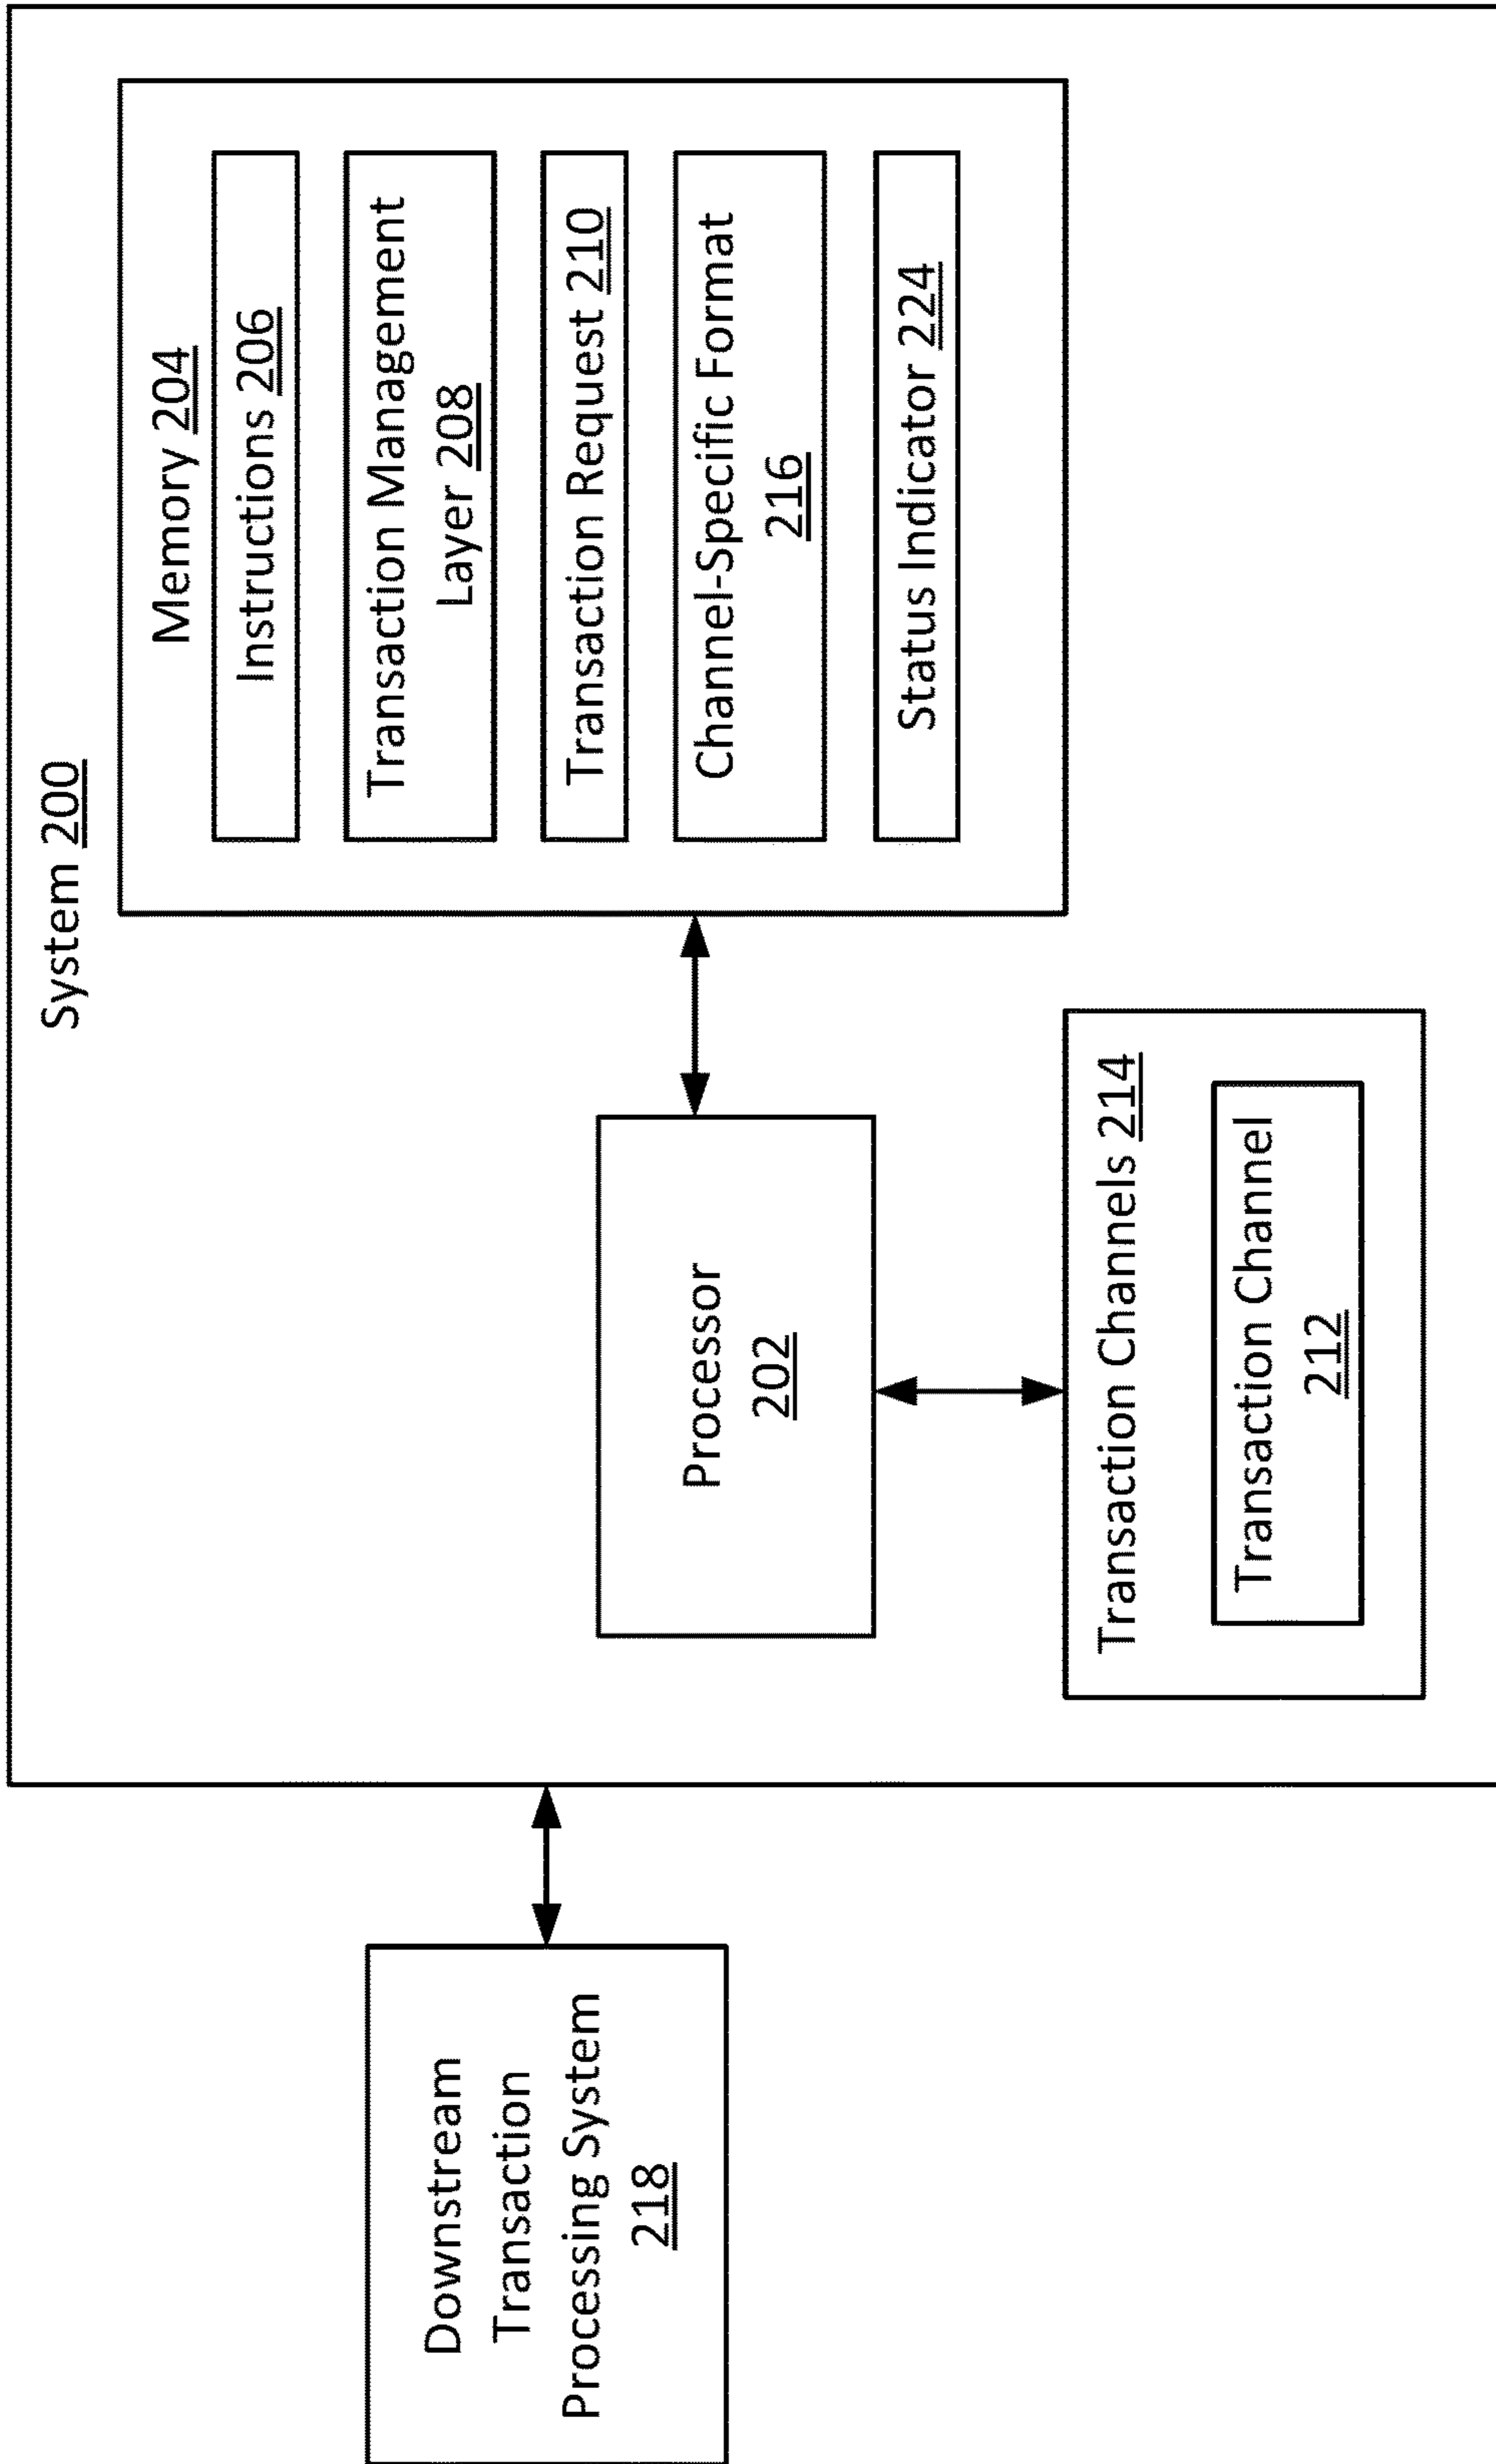 System 200
Downstream
Transaction
Processing System
218
Processor
202
Memory 204
Instructions 206
Transaction Management
Layer 208
Transaction Request 210
Channel-Specific Format
216
Status Indicator 224
Transaction Channels 214
Transaction Channel
212